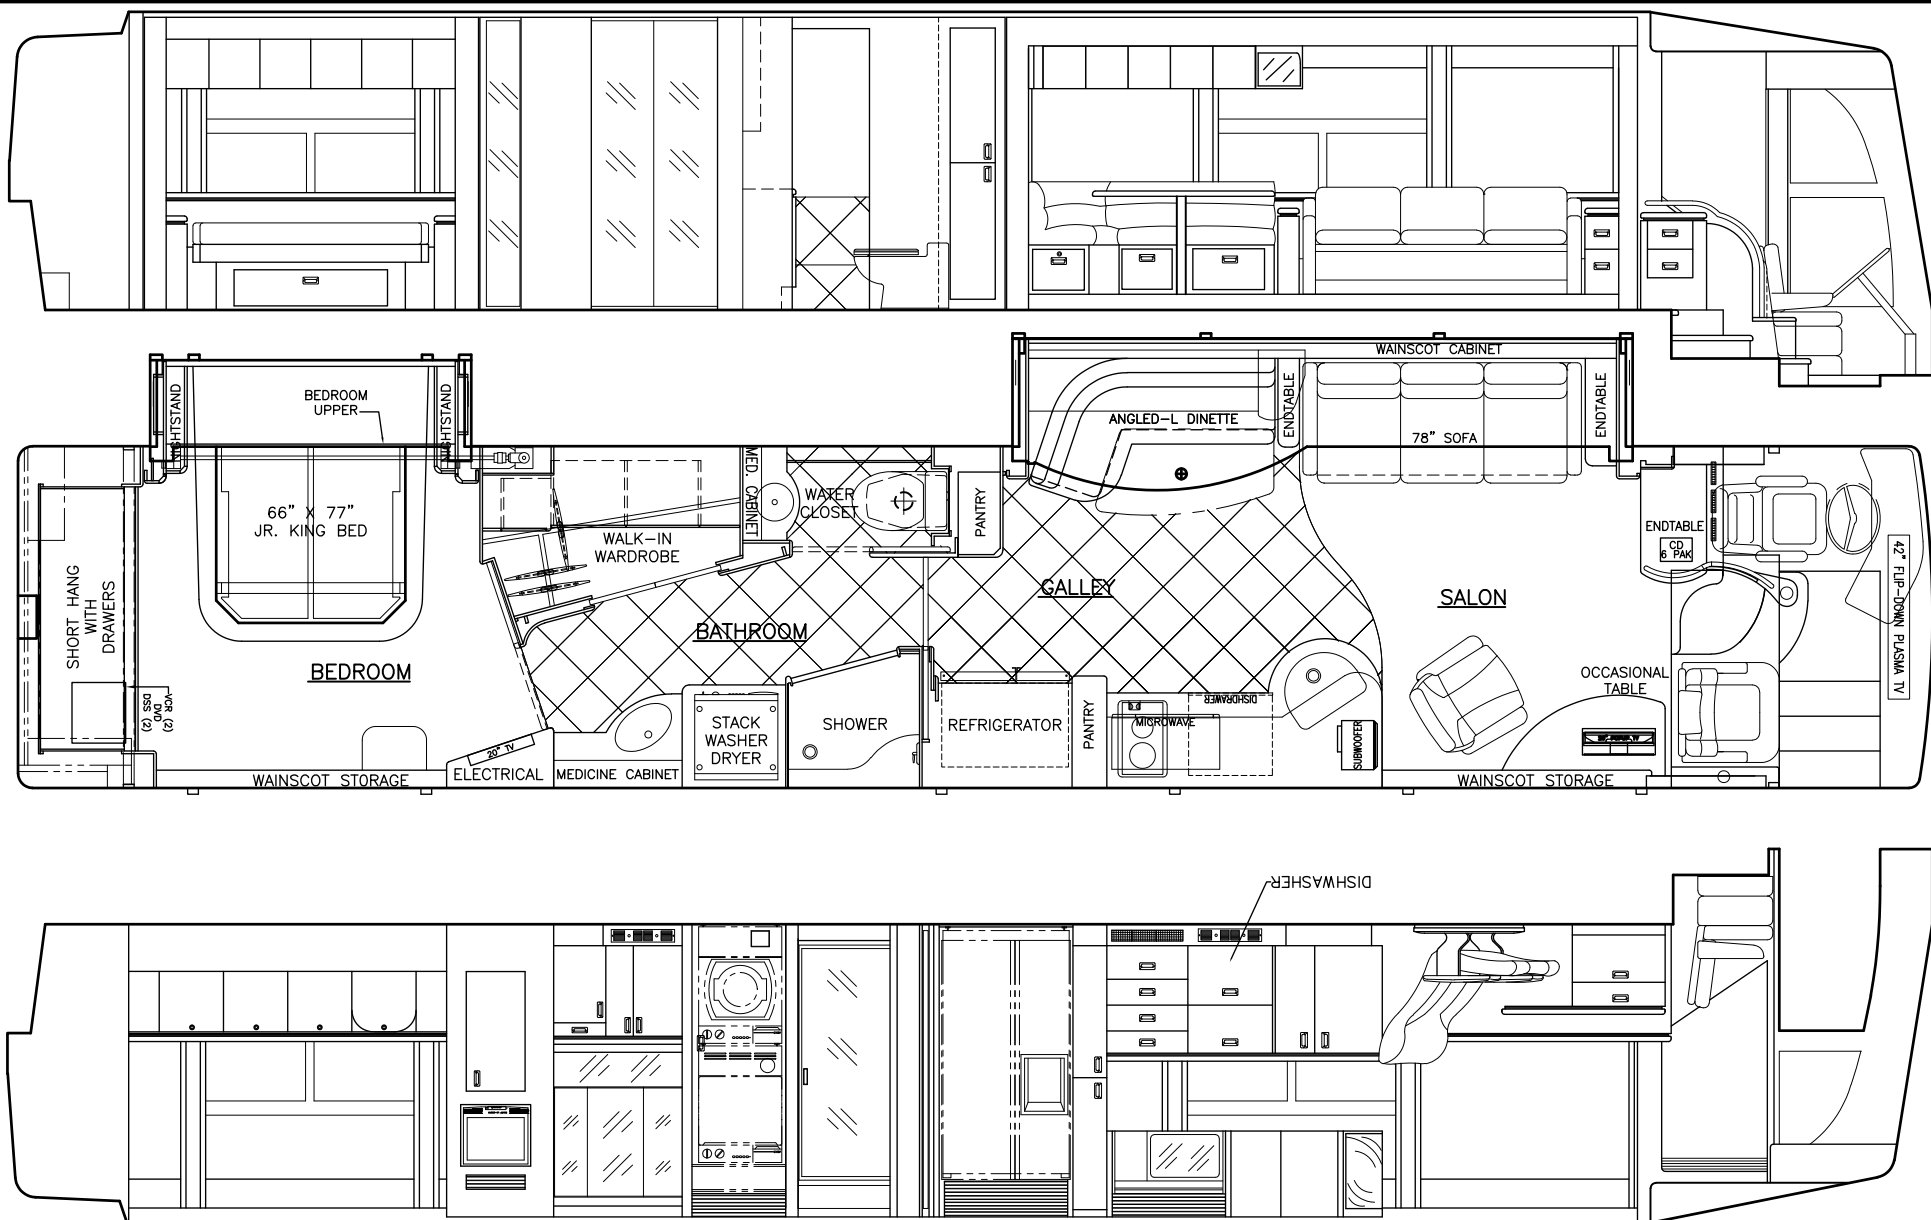 WAINSCOT CABINET
NIGHTSTAND
BEDROOM
UPPER
NIGHTSTAND
ENDTABLE
ENDTABLE
ANGLED-L DINETTE
78" SOFA
MED. CABINET
WATER
CLOSET
PANTRY
66" X 77"
JR. KING BED
WALK-IN
WARDROBE
ENDTABLE
CD
6 PAK
42" FLIP-DOWN PLASMA TV
SHORT HANG
WITH
DRAWERS
GALLEY
SALON
BATHROOM
BEDROOM
OCCASIONAL
TABLE
VCR (2)
DVD
DSS (2)
STACK
WASHER
DRYER
SHOWER
REFRIGERATOR
PANTRY
MICROWAVE
DISHDRAWER
SUBWOOFER
20" TV
WAINSCOT STORAGE
ELECTRICAL
MEDICINE CABINET
WAINSCOT STORAGE
DISHWASHER